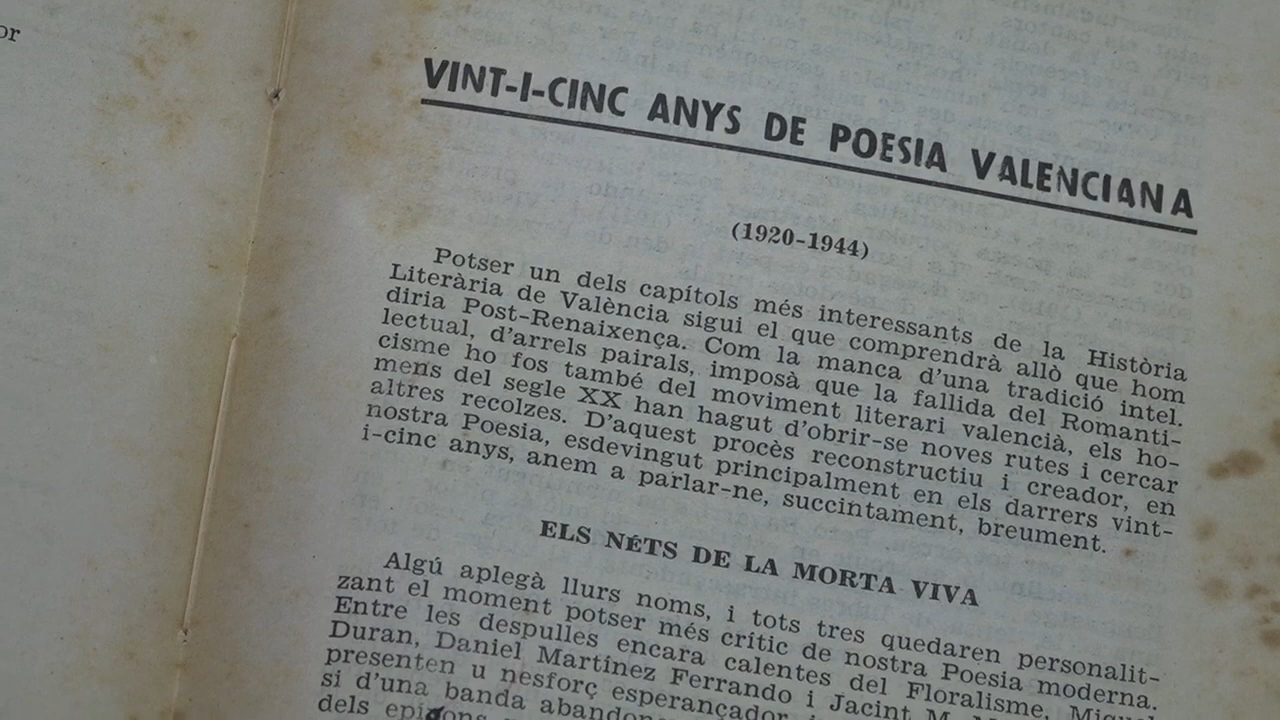 or
VINT-I-CINC ANYS DE POESIA VALENCIANA
(1920-1944)
Potser un dels capítols més interessants de la Història
Literària de València sigui el que comprendrà allò que hom
diria Post-Renaixença. Com la manca d'una tradició intel.
lectual, d'arrels pairals, imposà que la fallida del Romanti-
cisme ho fos també del moviment literari valencià, els ho-
mens del segle XX han hagut d'obrir-se noves rutes i cercar
altres recolzes. D'aquest procès reconstructiu i creador, en
nostra Poesia, esdevingut principalment en els darrers vint-
i-cinc anys, anem a parlar-ne, succintament, breument.
ELS NÉTS DE LA MORTA VIVA
Algú aplegà llurs noms, i tots tres quedaren personalit-
zant el moment potser més crític de nostra Poesia moderna.
Entre les despulles encara calentes del Floralisme, Miquel
Duran, Daniel Martínez Ferrando i Jacint M.
presenten u nesforç esperançador
si d'una banda
dels epígons